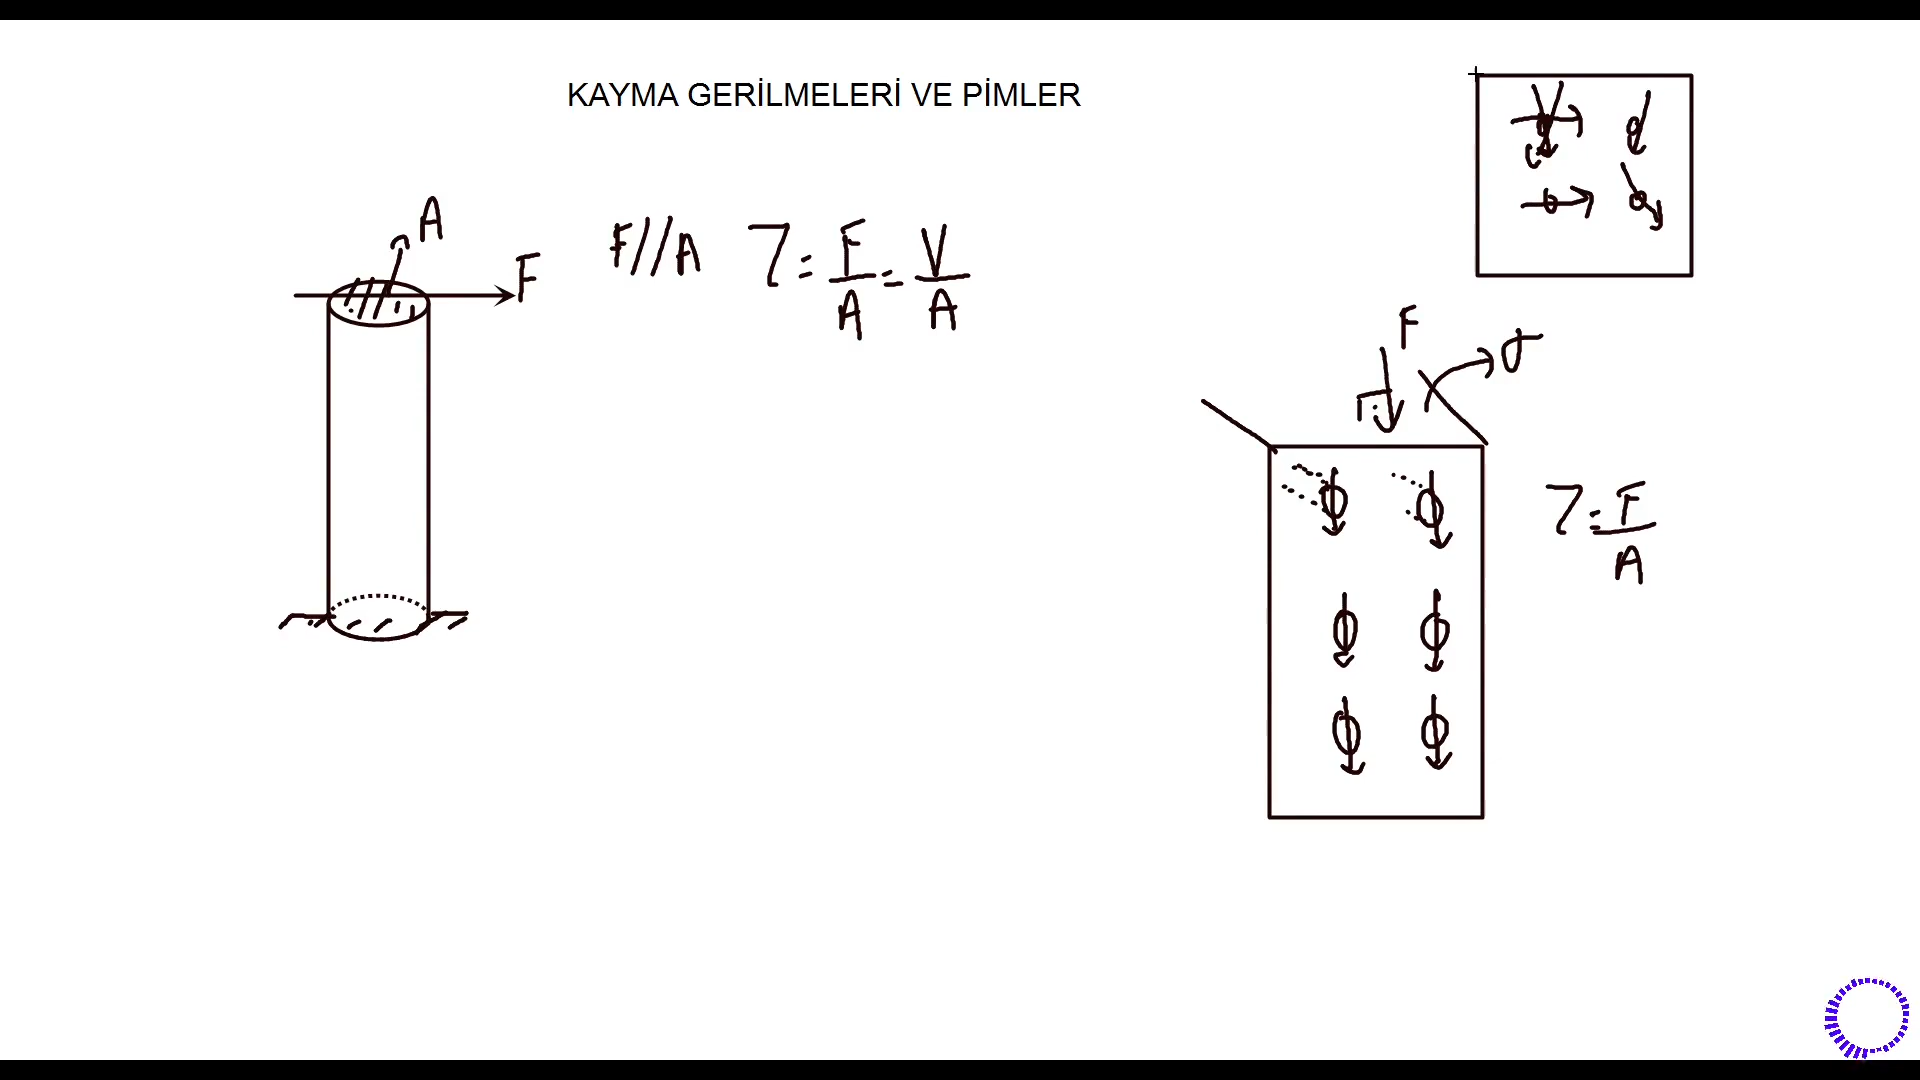 KAYMA GERİLMELERİ VE PİMLER
A
F
F//A τ = F/A = V/A
F
σ
τ = F/A